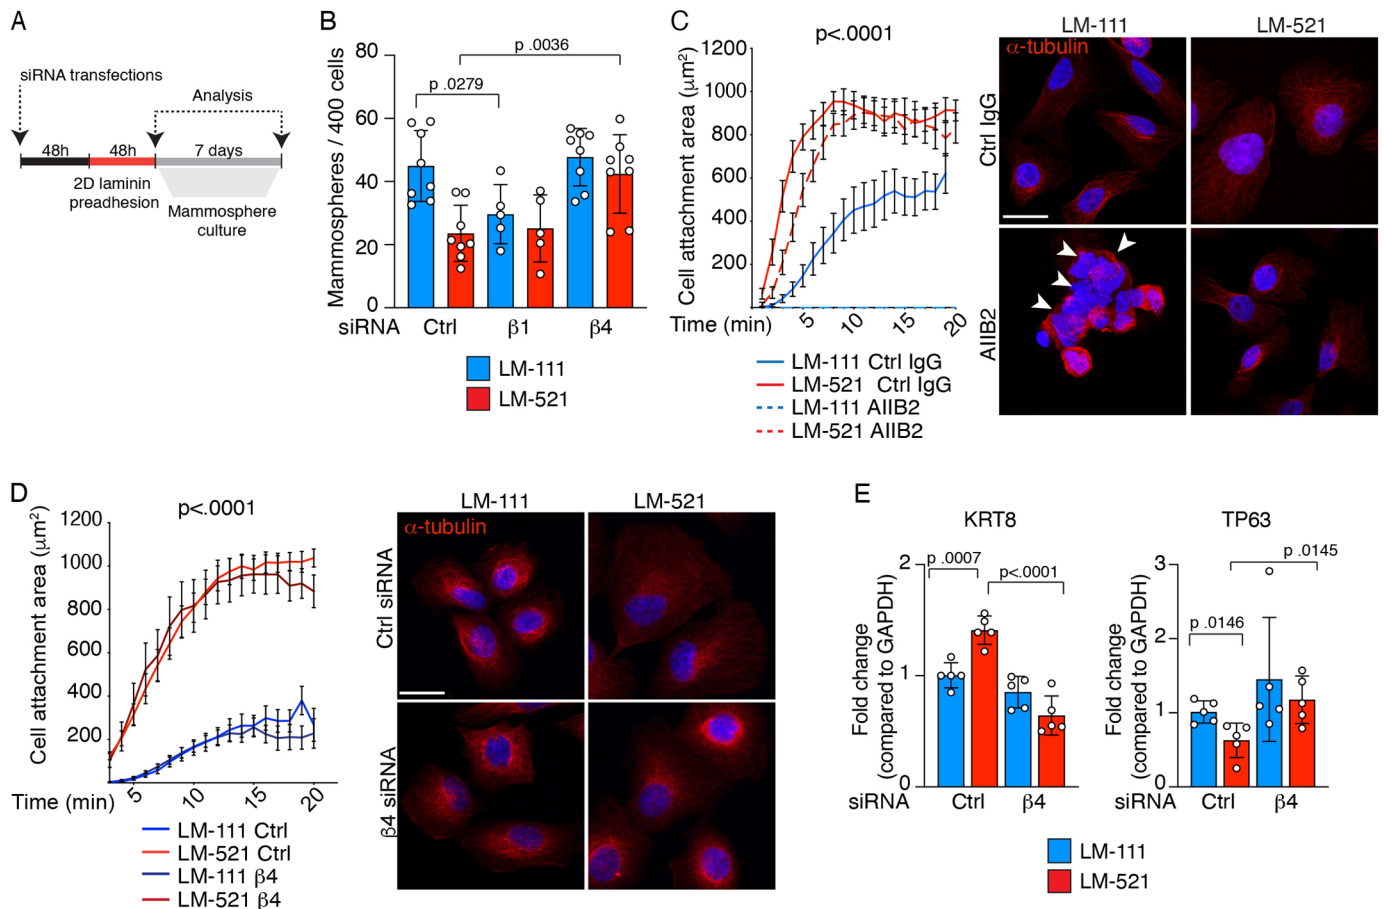 A
siRNA transfections
Analysis
48h
48h
7 days
2D laminin
preadhesion
Mammosphere
culture
B
Mammospheres / 400 cells
80
60
40
20
0
p .0036
p .0279
siRNA
Ctrl
β1
β4
LM-111
LM-521
C
p<.0001
Cell attachment area (μm²)
1200
1000
800
600
400
200
Time (min)
5
10
15
20
LM-111 Ctrl IgG
LM-521 Ctrl IgG
LM-111 AIIB2
LM-521 AIIB2
LM-111
LM-521
α-tubulin
Ctrl IgG
AIIB2
D
p<.0001
Cell attachment area (μm²)
1200
1000
800
600
400
200
Time (min)
5
10
15
20
LM-111 Ctrl
LM-521 Ctrl
LM-111 β4
LM-521 β4
LM-111
LM-521
α-tubulin
Ctrl siRNA
β4 siRNA
E
KRT8
Fold change
(compared to GAPDH)
2
1
0
p .0007
p<.0001
siRNA
Ctrl
β4
TP63
Fold change
(compared to GAPDH)
3
2
1
0
p .0145
p .0146
siRNA
Ctrl
β4
LM-111
LM-521